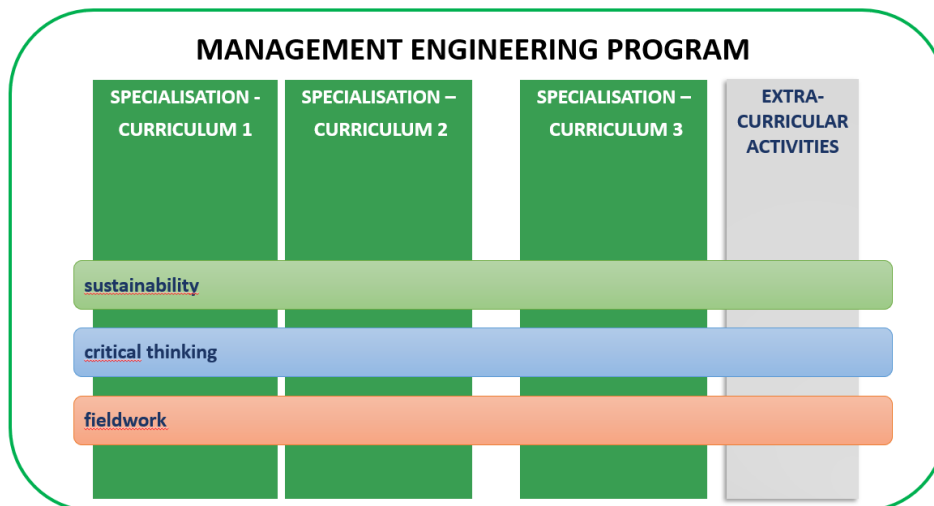 MANAGEMENT ENGINEERING PROGRAM
SPECIALISATION -
CURRICULUM 1
SPECIALISATION –
CURRICULUM 2
SPECIALISATION –
CURRICULUM 3
EXTRA-
CURRICULAR
ACTIVITIES
sustainability
critical thinking
fieldwork